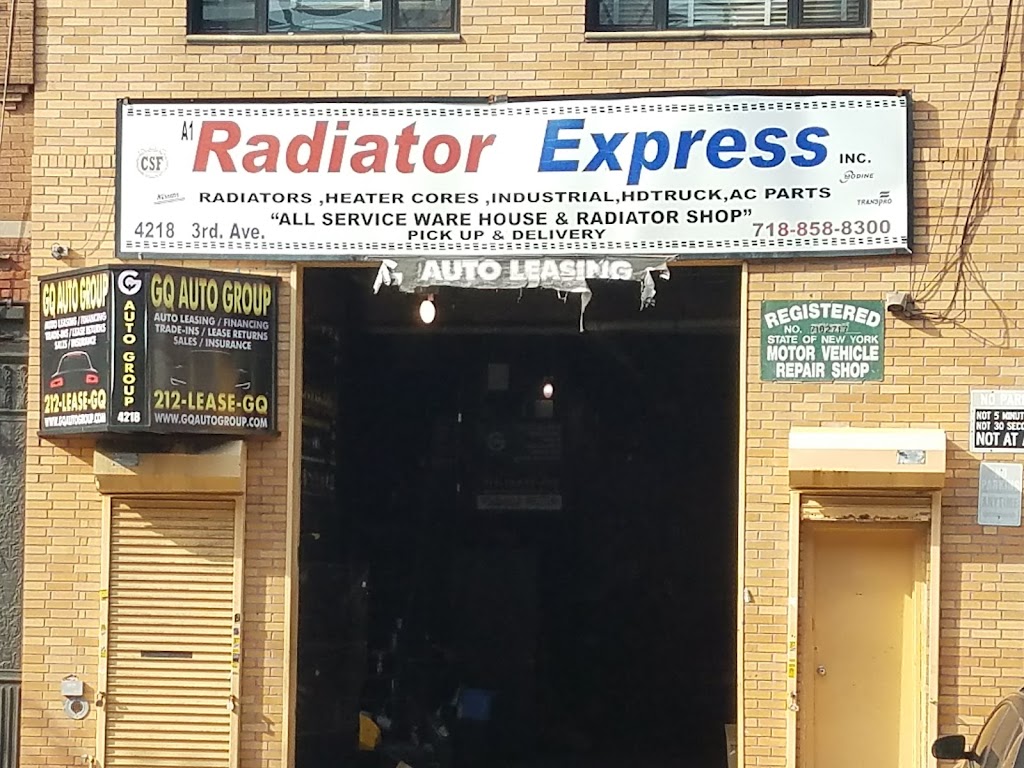 A1 Radiator Express INC.
CSF
MODINE
TRANSPRO
RADIATORS ,HEATER CORES ,INDUSTRIAL,HDTRUCK,AC PARTS
"ALL SERVICE WARE HOUSE & RADIATOR SHOP"
4218 3rd. Ave.
PICK UP & DELIVERY
718-858-8300
AUTO LEASING
GQ AUTO GROUP
AUTO LEASING / FINANCING
TRADE-INS / LEASE RETURNS
SALES / INSURANCE
212-LEASE-GQ
WWW.GQAUTOGROUP.COM
G
AUTO GROUP
4218
GQ AUTO GROUP
AUTO LEASING / FINANCING
TRADE-INS / LEASE RETURNS
SALES / INSURANCE
212-LEASE-GQ
WWW.GQAUTOGROUP.COM
REGISTERED
NO.
STATE OF NEW YORK
MOTOR VEHICLE
REPAIR SHOP
NO PAR
NOT 5 MINUT
NOT 30 SECO
NOT AT A